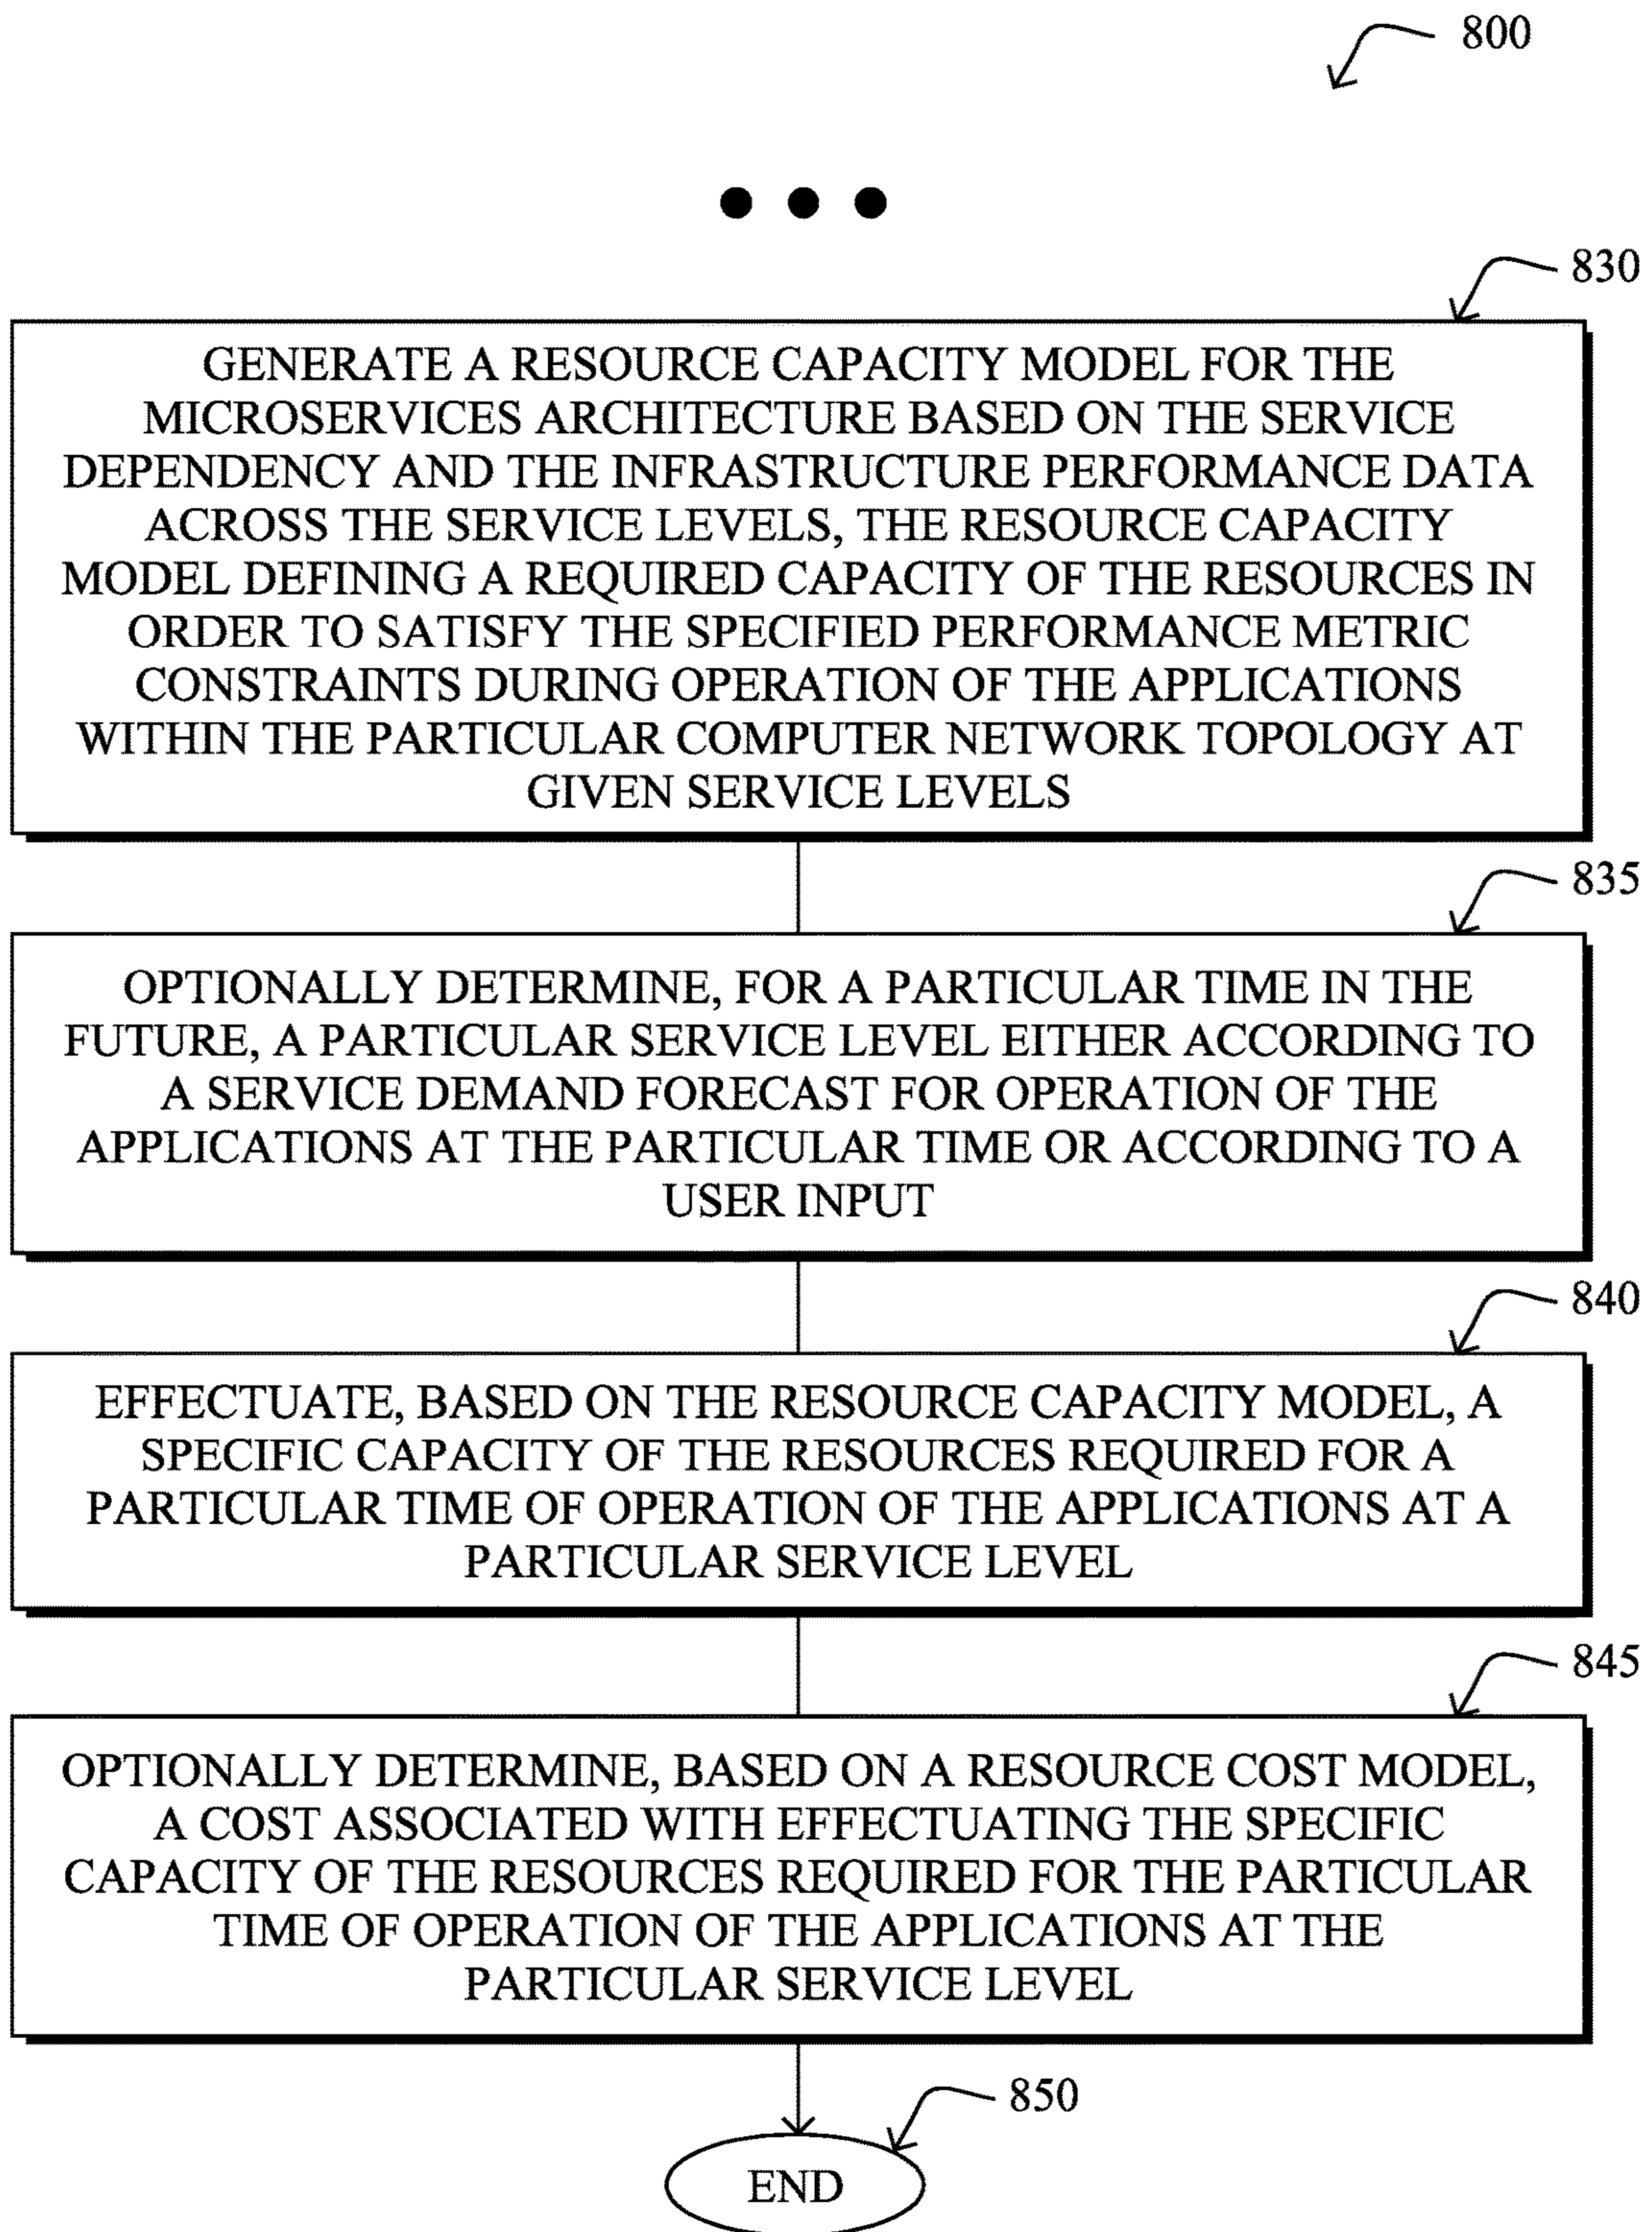 800
830
GENERATE A RESOURCE CAPACITY MODEL FOR THE
MICROSERVICES ARCHITECTURE BASED ON THE SERVICE
DEPENDENCY AND THE INFRASTRUCTURE PERFORMANCE DATA
ACROSS THE SERVICE LEVELS, THE RESOURCE CAPACITY
MODEL DEFINING A REQUIRED CAPACITY OF THE RESOURCES IN
ORDER TO SATISFY THE SPECIFIED PERFORMANCE METRIC
CONSTRAINTS DURING OPERATION OF THE APPLICATIONS
WITHIN THE PARTICULAR COMPUTER NETWORK TOPOLOGY AT
GIVEN SERVICE LEVELS
835
OPTIONALLY DETERMINE, FOR A PARTICULAR TIME IN THE
FUTURE, A PARTICULAR SERVICE LEVEL EITHER ACCORDING TO
A SERVICE DEMAND FORECAST FOR OPERATION OF THE
APPLICATIONS AT THE PARTICULAR TIME OR ACCORDING TO A
USER INPUT
840
EFFECTUATE, BASED ON THE RESOURCE CAPACITY MODEL, A
SPECIFIC CAPACITY OF THE RESOURCES REQUIRED FOR A
PARTICULAR TIME OF OPERATION OF THE APPLICATIONS AT A
PARTICULAR SERVICE LEVEL
845
OPTIONALLY DETERMINE, BASED ON A RESOURCE COST MODEL,
A COST ASSOCIATED WITH EFFECTUATING THE SPECIFIC
CAPACITY OF THE RESOURCES REQUIRED FOR THE PARTICULAR
TIME OF OPERATION OF THE APPLICATIONS AT THE
PARTICULAR SERVICE LEVEL
850
END